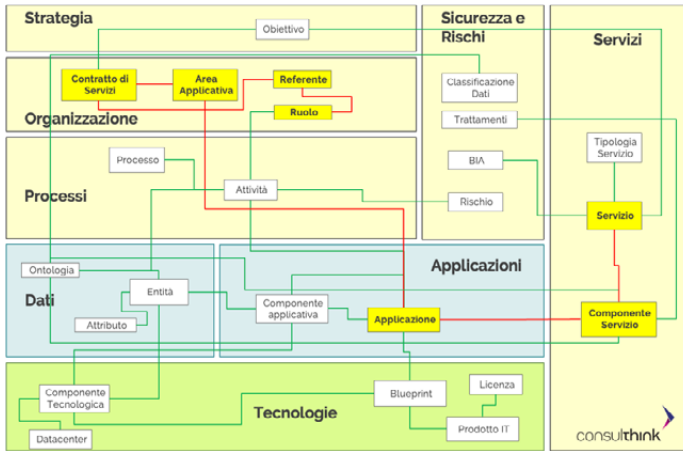 Strategia
Obiettivo
Sicurezza e
Rischi
Servizi
Contratto di
Servizi
Area
Applicativa
Referente
Ruolo
Organizzazione
Classificazione
Dati
Trattamenti
BIA
Rischio
Tipologia
Servizio
Servizio
Processo
Attività
Processi
Ontologia
Dati
Entità
Attributo
Applicazioni
Componente
applicativa
Applicazione
Componente
Servizio
Componente
Tecnologica
Datacenter
Tecnologie
Blueprint
Licenza
Prodotto IT
consulthink